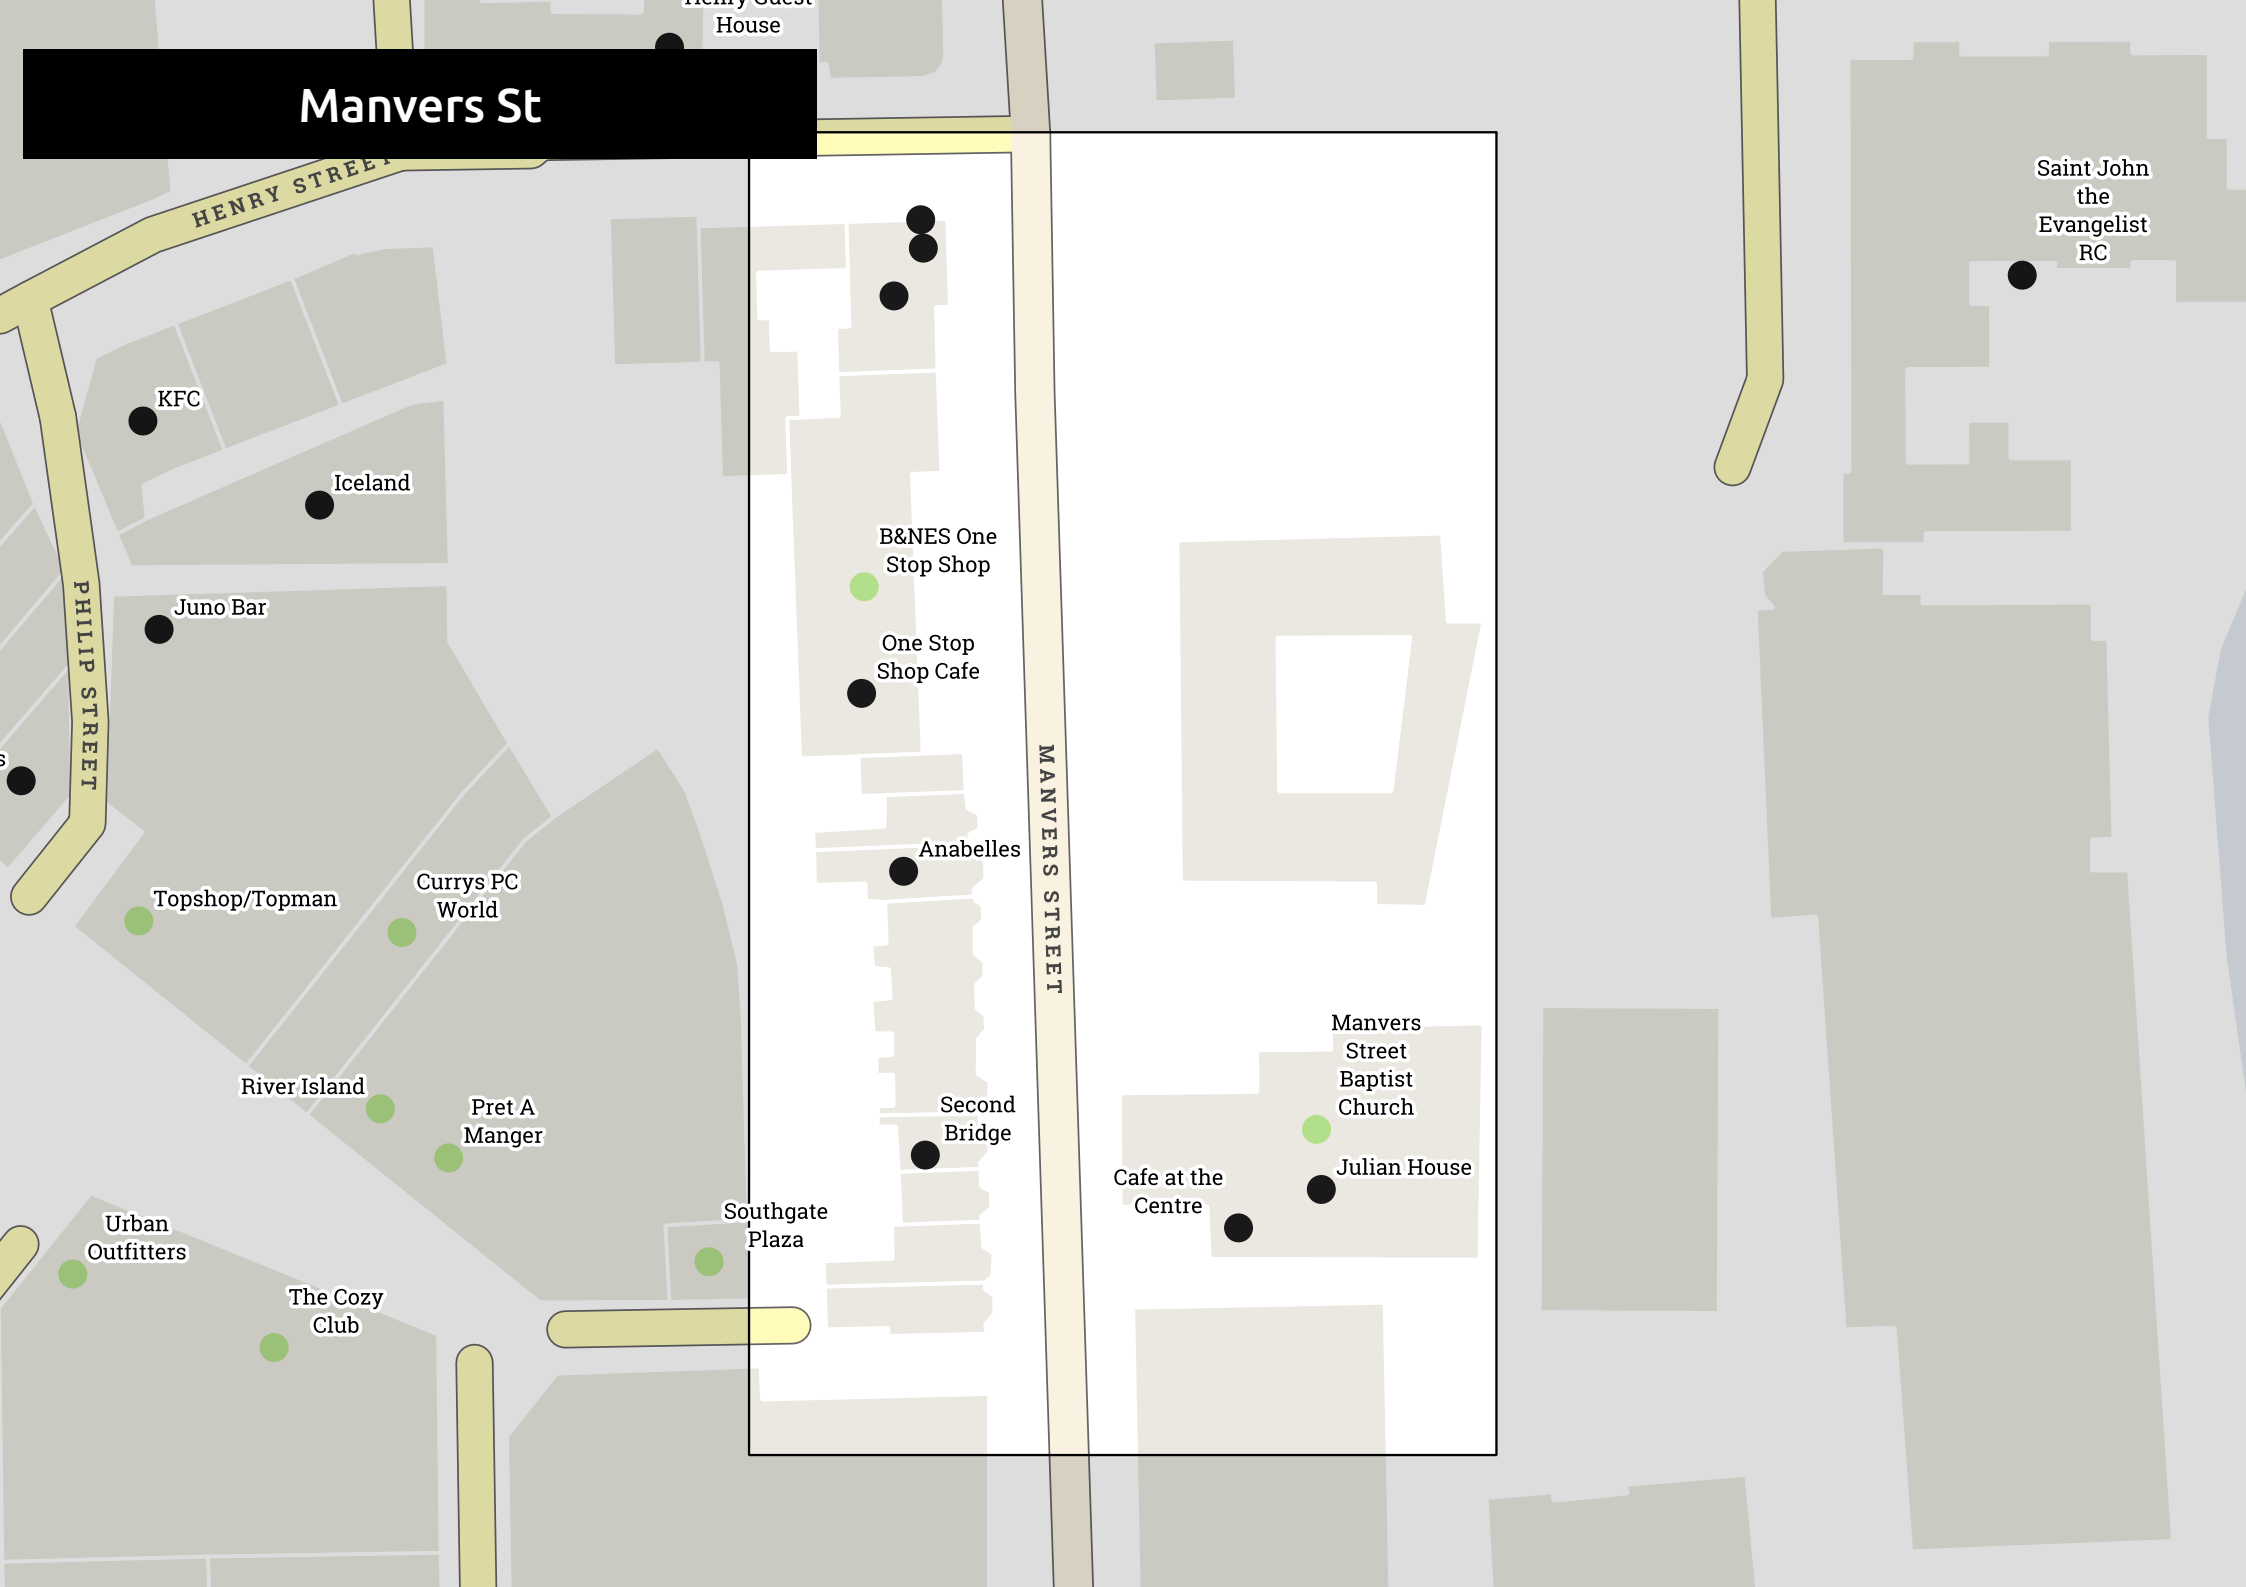 Henry Guest
House
Manvers St
HENRY STREET
Saint John
the
Evangelist
RC
KFC
Iceland
B&NES One
Stop Shop
Juno Bar
PHILIP STREET
One Stop
Shop Cafe
s
MANVERS STREET
Anabelles
Currys PC
World
Topshop/Topman
Manvers
Street
Baptist
Church
River Island
Pret A
Manger
Second
Bridge
Julian House
Cafe at the
Centre
Southgate
Plaza
Urban
Outfitters
The Cozy
Club